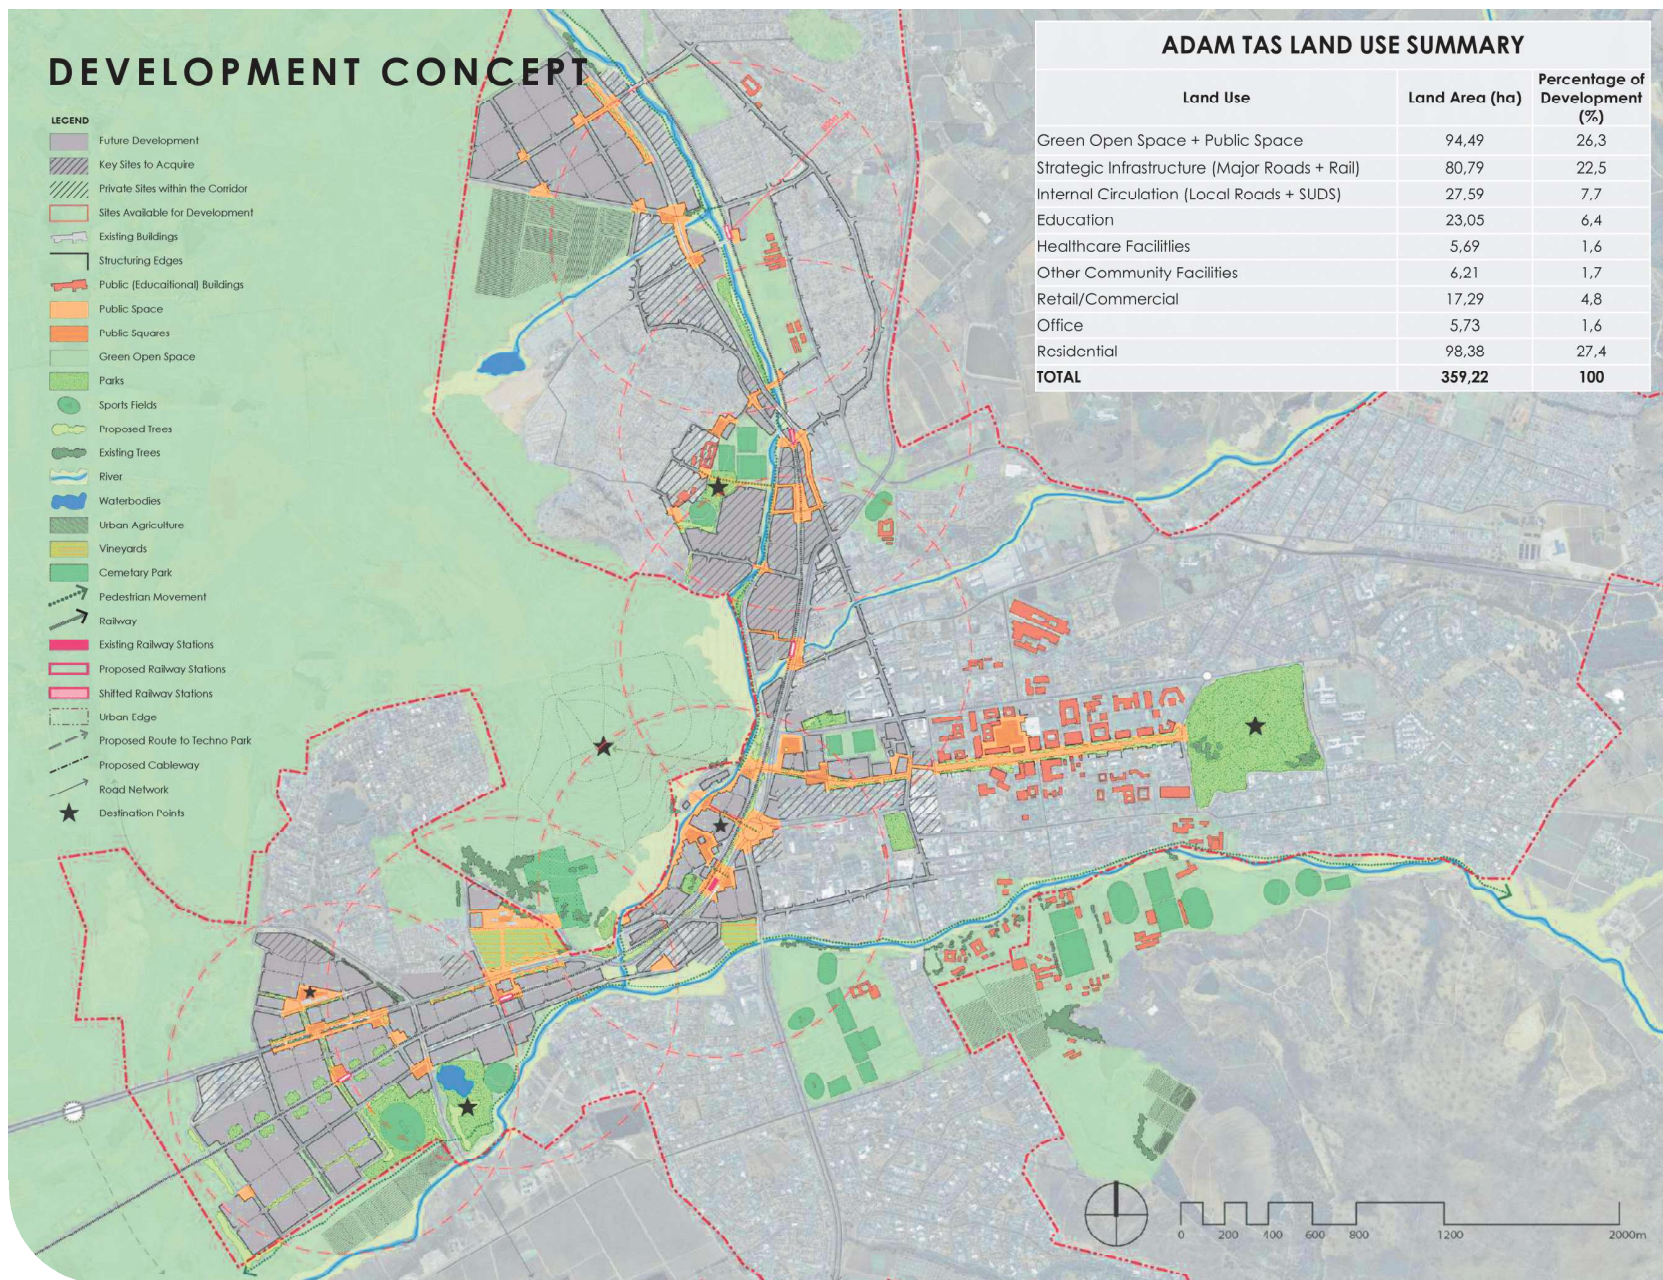 DEVELOPMENT CONCEPT
LEGEND
Future Development
Key Sites to Acquire
Private Sites within the Corridor
Sites Available for Development
Existing Buildings
Structuring Edges
Public (Educaitional) Buildings
Public Space
Public Squares
Green Open Space
Parks
Sports Fields
Proposed Trees
Existing Trees
River
Waterbodies
Urban Agriculture
Vineyards
Cemetary Park
Pedestrian Movement
Railway
Existing Railway Stations
Proposed Railway Stations
Shifted Railway Stations
Urban Edge
Proposed Route to Techno Park
Proposed Cableway
Road Network
Destination Points
ADAM TAS LAND USE SUMMARY
Land Use Land Area (ha) Percentage of Development (%)
Green Open Space + Public Space 94,49 26,3
Strategic Infrastructure (Major Roads + Rail) 80,79 22,5
Internal Circulation (Local Roads + SUDS) 27,59 7,7
Education 23,05 6,4
Healthcare Facilitlies 5,69 1,6
Other Community Facilities 6,21 1,7
Retail/Commercial 17,29 4,8
Office 5,73 1,6
Residential 98,38 27,4
TOTAL 359,22 100
0 200 400 600 800 1200 2000m